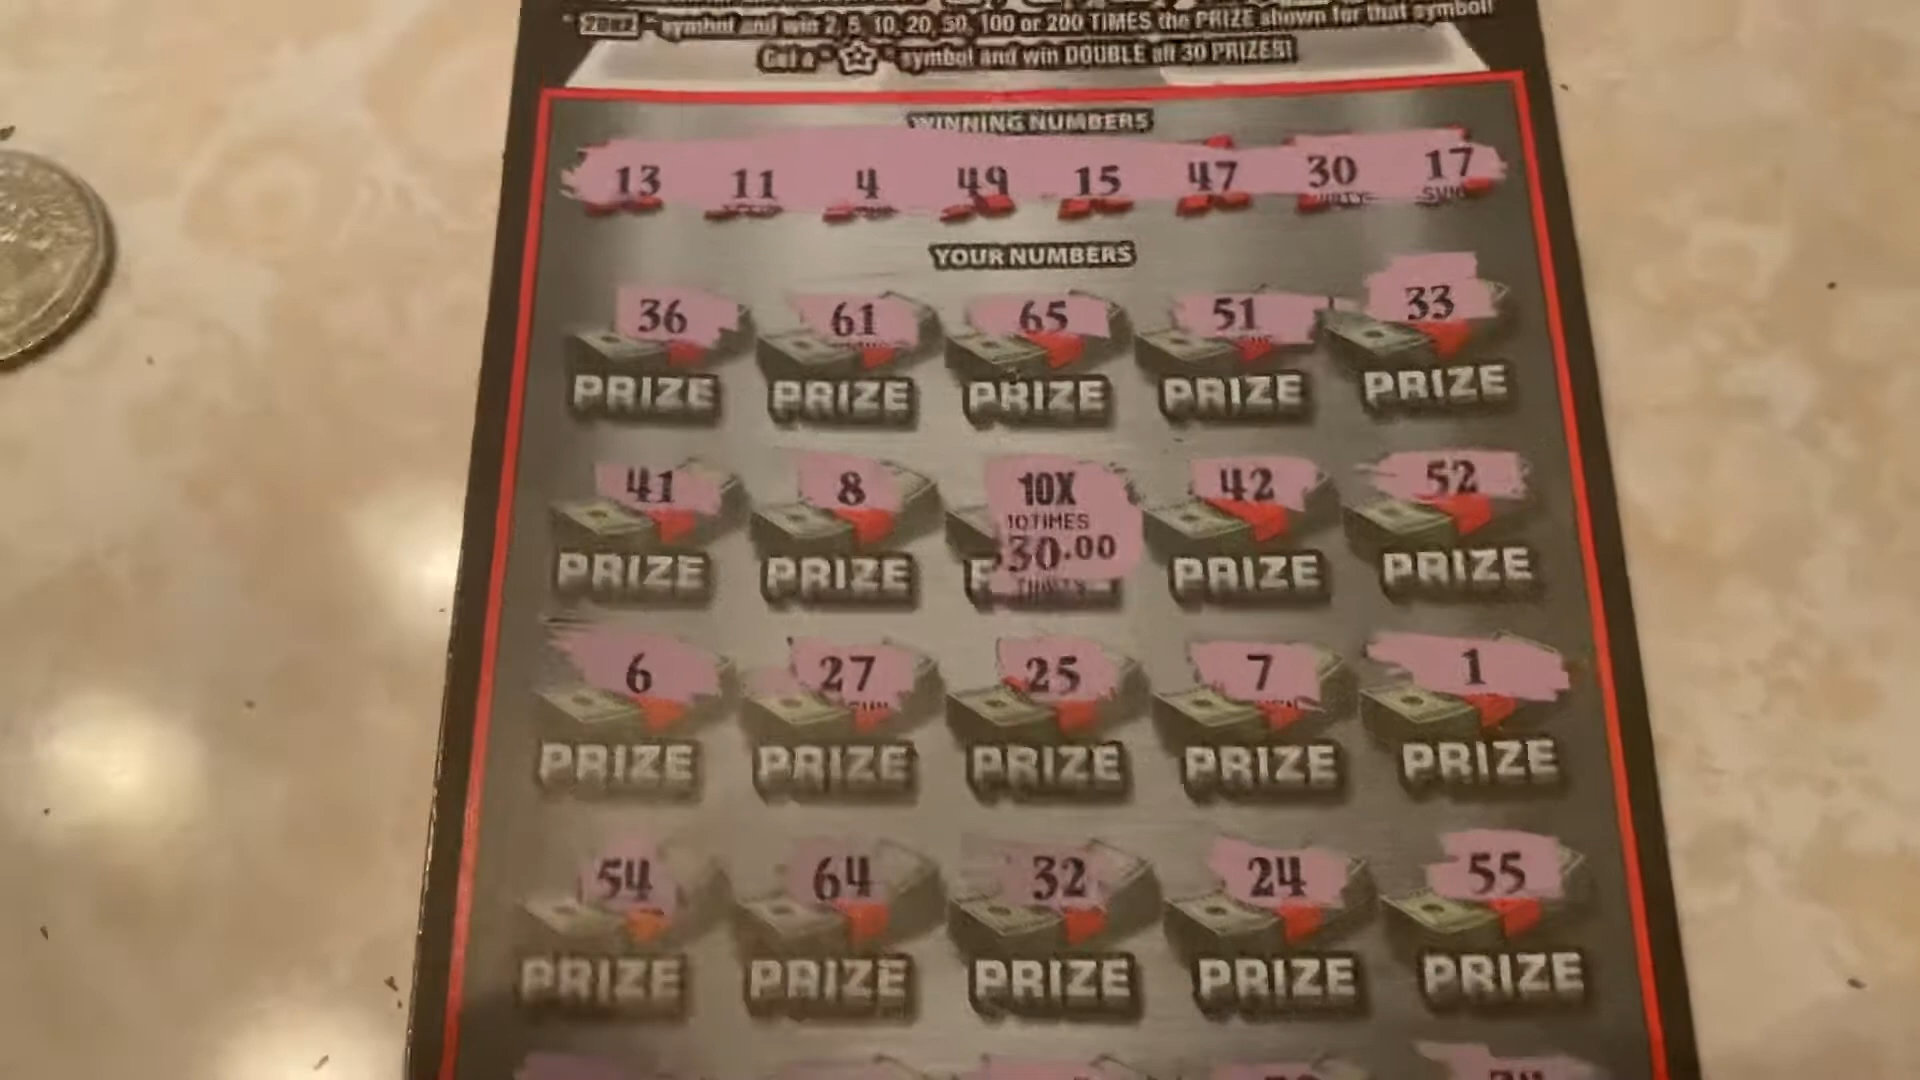 "200X" symbol and win 2, 5, 10, 20, 50, 100 or 200 TIMES the PRIZE shown for that symbol!
Get a "☆" symbol and win DOUBLE all 30 PRIZES!
WINNING NUMBERS
13 11 4 49 15 47 30 17
YOUR NUMBERS
36 61 65 51 33
PRIZE PRIZE PRIZE PRIZE PRIZE
41 8 10X 42 52
10TIMES
30.00
PRIZE PRIZE PRIZE PRIZE
6 27 25 7 1
PRIZE PRIZE PRIZE PRIZE PRIZE
54 64 32 24 55
PRIZE PRIZE PRIZE PRIZE PRIZE